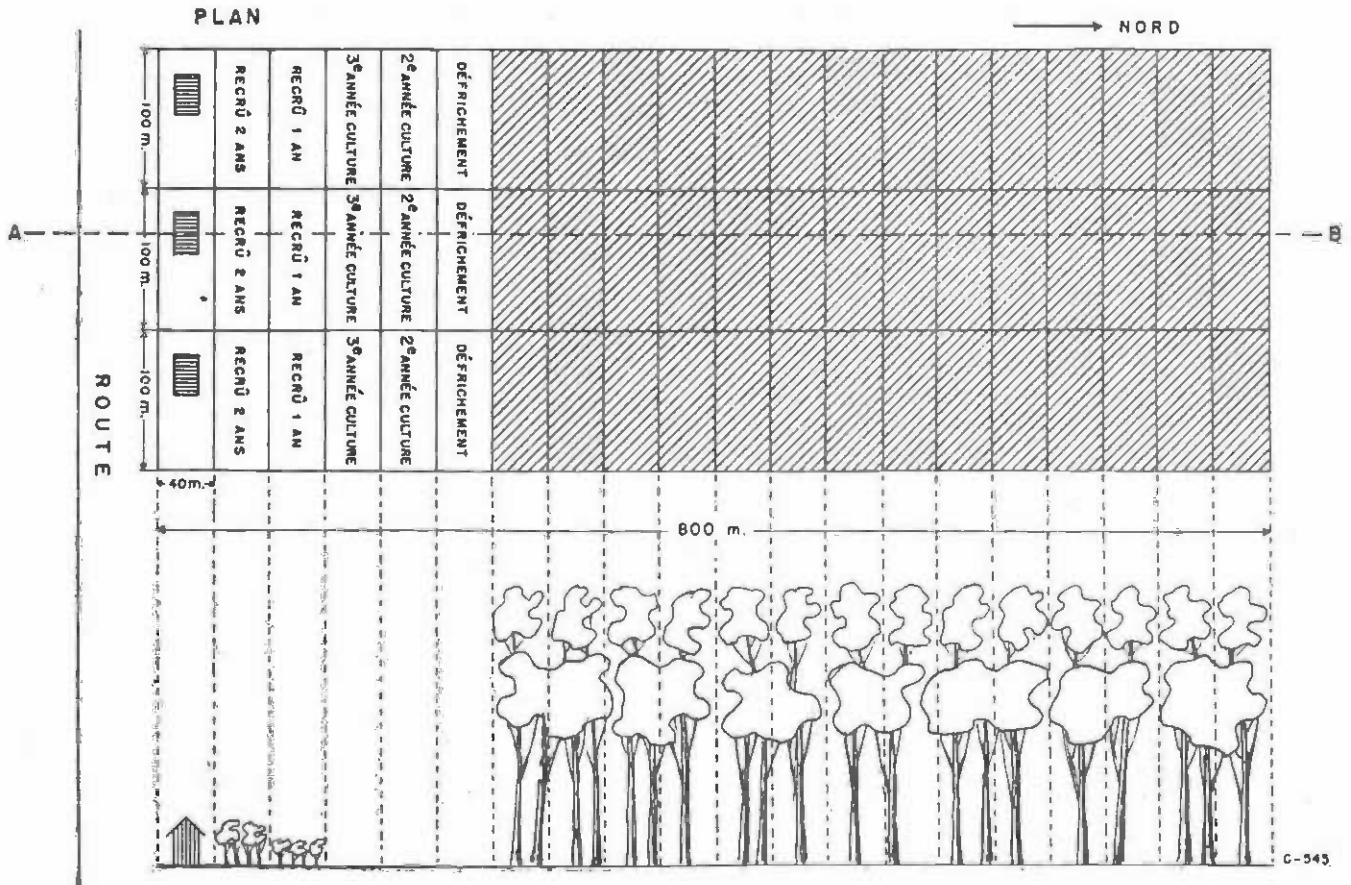 PLAN
NORD
100 m.
RECRÛ 2 ANS
RECRÛ 1 AN
3e ANNÉE CULTURE
2e ANNÉE CULTURE
DÉFRICHEMENT
A
B
100 m.
RECRÛ 2 ANS
RECRÛ 1 AN
3e ANNÉE CULTURE
2e ANNÉE CULTURE
DÉFRICHEMENT
100 m.
RECRÛ 2 ANS
RECRÛ 1 AN
3e ANNÉE CULTURE
2e ANNÉE CULTURE
DÉFRICHEMENT
ROUTE
40 m.
800 m.
G-545